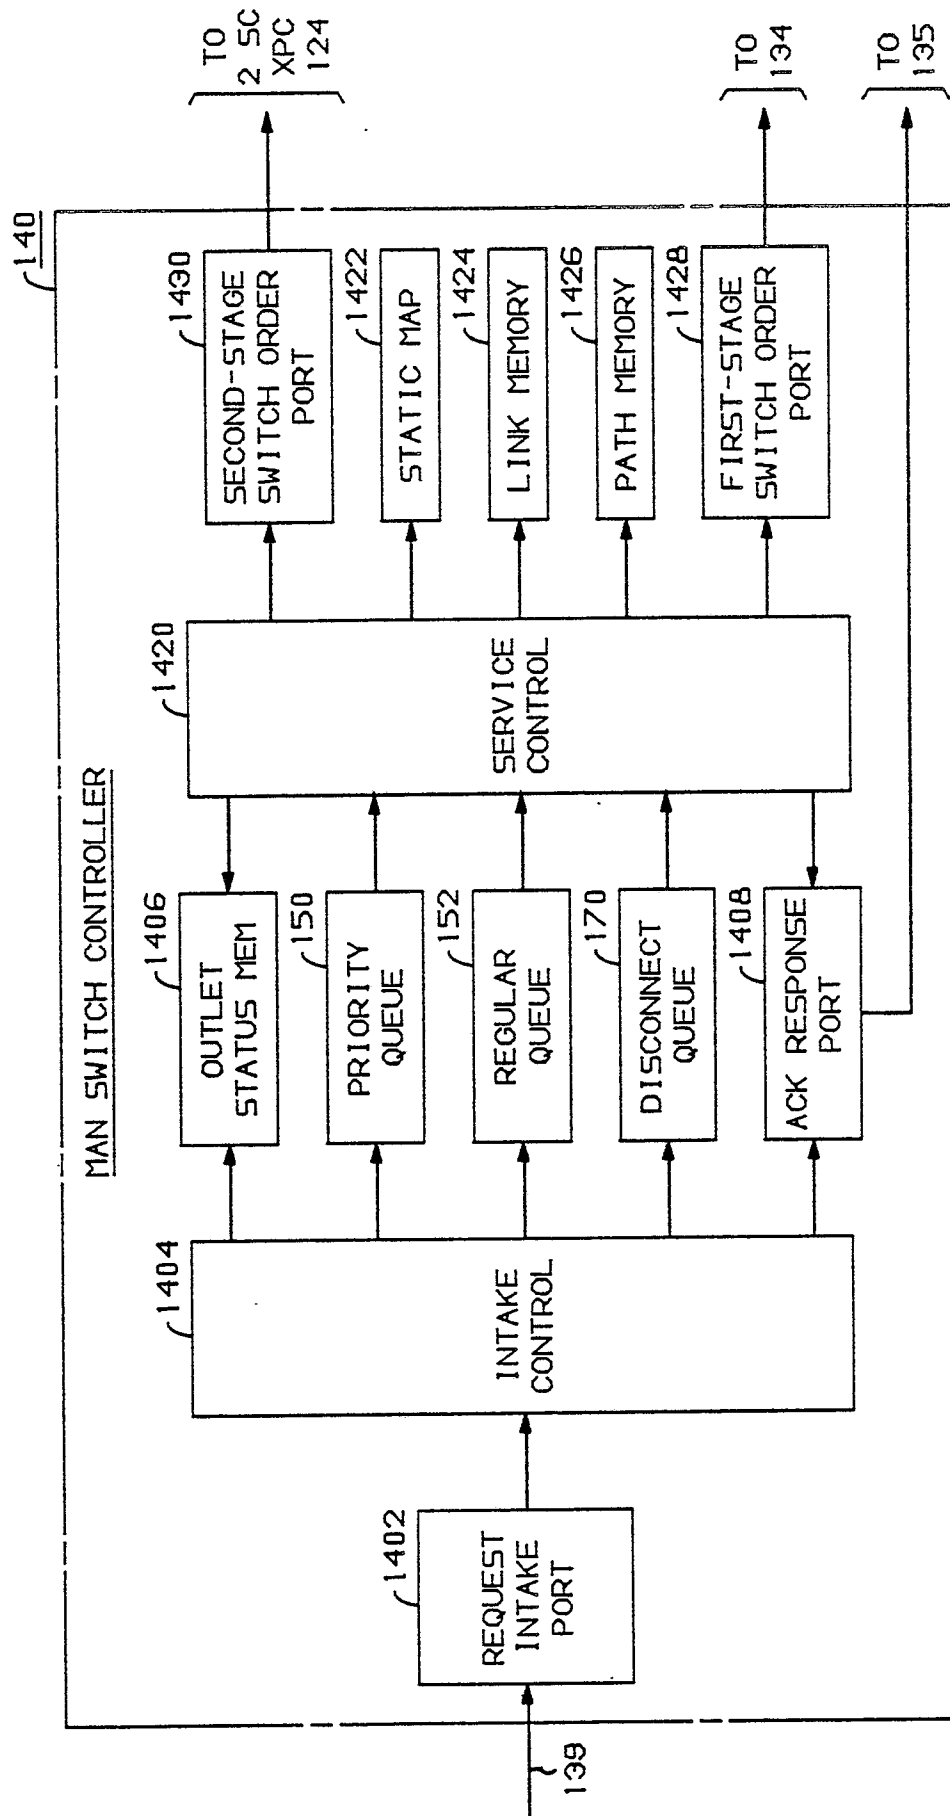 MAN SWITCH CONTROLLER
140
139
1402
REQUEST
INTAKE
PORT
1404
INTAKE
CONTROL
1406
OUTLET
STATUS MEM
150
PRIORITY
QUEUE
152
REGULAR
QUEUE
170
DISCONNECT
QUEUE
1408
ACK RESPONSE
PORT
1420
SERVICE
CONTROL
1430
SECOND-STAGE
SWITCH ORDER
PORT
1422
STATIC MAP
1424
LINK MEMORY
1426
PATH MEMORY
1428
FIRST-STAGE
SWITCH ORDER
PORT
TO
2 SC
XPC
124
TO
134
TO
135